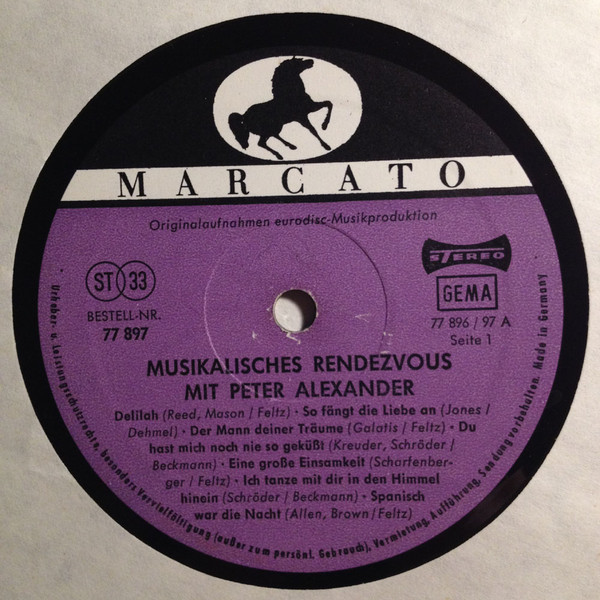 MARCATO
Originalaufnahmen eurodisc-Musikproduktion
ST 33
STEREO
GEMA
BESTELL-NR.
77 897
77 896 / 97 A
Seite 1
MUSIKALISCHES RENDEZVOUS
MIT PETER ALEXANDER
Delilah (Reed, Mason / Feltz) · So fängt die Liebe an (Jones /
Dehmel) · Der Mann deiner Träume (Galatis / Feltz) · Du
hast mich noch nie so geküßt (Kreuder, Schröder /
Beckmann) · Eine große Einsamkeit (Scharfenber-
ger / Feltz) · Ich tanze mit dir in den Himmel
hinein (Schröder / Beckmann) · Spanisch
war die Nacht (Allen, Brown / Feltz)
Urheber- u. Leistungsschutzrechte, besonders Vervielfältigung (außer zum persönl. Gebrauch), Vermietung, Aufführung, Sendung vorbehalten. Made in Germany